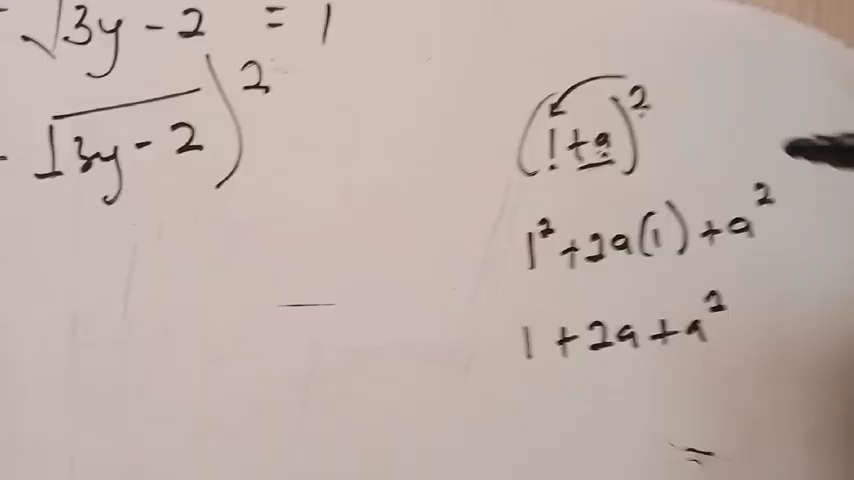 - √3y - 2 = 1
- √3y - 2)²
(1 + a)²
1² + 2a(1) + a²
1 + 2a + a²
=